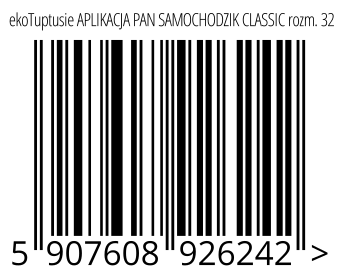 ekoTuptusie APLIKACJA PAN SAMOCHODZIK CLASSIC rozm. 32
5 907608 926242 >